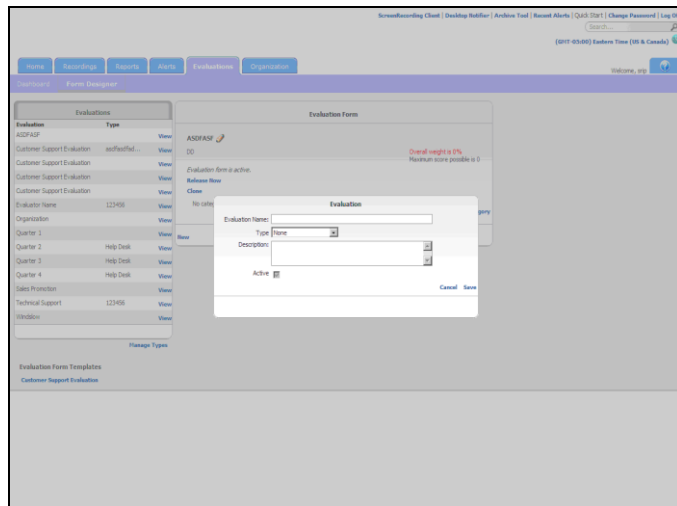 ScreenRecording Client | Desktop Notifier | Archive Tool | Recent Alerts | Quick Start | Change Password | Log
(Search...
(GMT-05:00) Eastern Time (US & Canada)
Home Recordings Reports Alerts Evaluations Organization
Welcome,
Dashboard Form Designer
Evaluations
Evaluation Type
ASDFASF View
Customer Support Evaluation View
Customer Support Evaluation View
Customer Support Evaluation View
Customer Support Evaluation View
Evaluator Name 123456 View
Organization View
Quarter 1 View
Quarter 2 Help Desk View
Quarter 3 Help Desk View
Quarter 4 Help Desk View
Sales Promotion View
Technical Support 123456 View
View
Manage Types
Evaluation Form Templates
Customer Support Evaluation
Evaluation Form
ASDFASF
DD
Overall weight is 0%
Maximum score possible is 0
Evaluation form is active.
Release Now
Close
No
New
Evaluation
Evaluation Name:
Type None
Description:
Active
Cancel Save